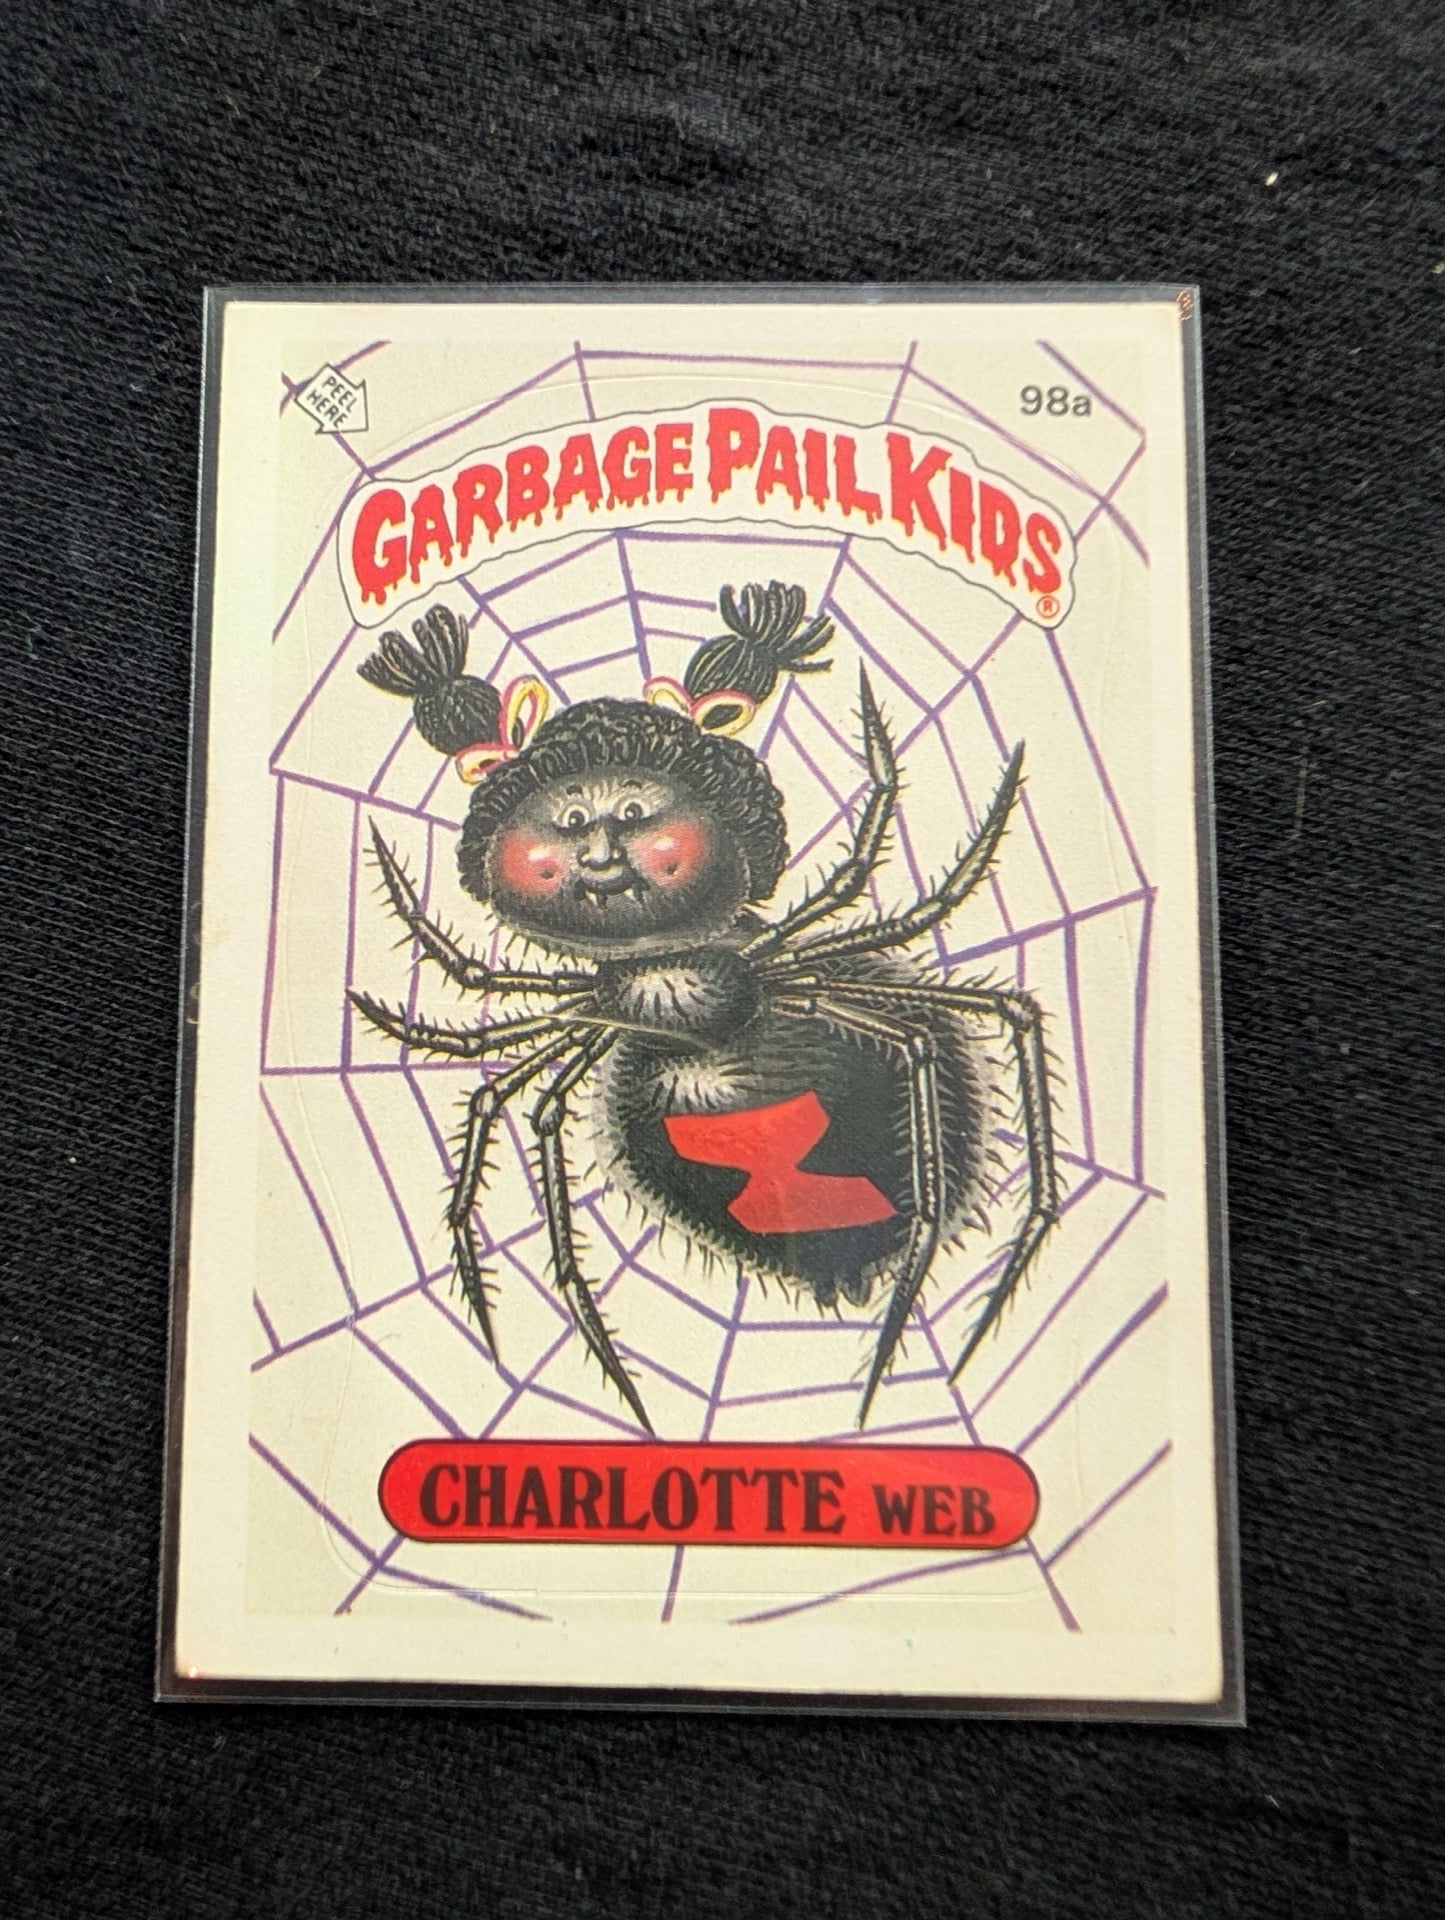 PEEL
HERE
98a
GARBAGE PAIL KIDS
®
CHARLOTTE WEB